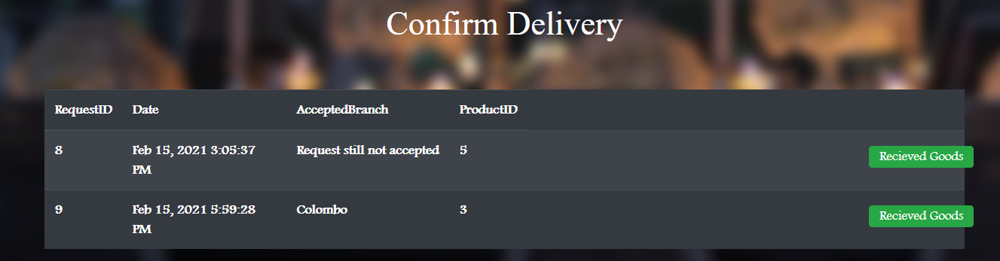 Confirm Delivery
RequestID Date AcceptedBranch ProductID
8 Feb 15, 2021 3:05:37 Request still not accepted 5 Recieved Goods
PM
9 Feb 15, 2021 5:59:28 Colombo 3 Recieved Goods
PM